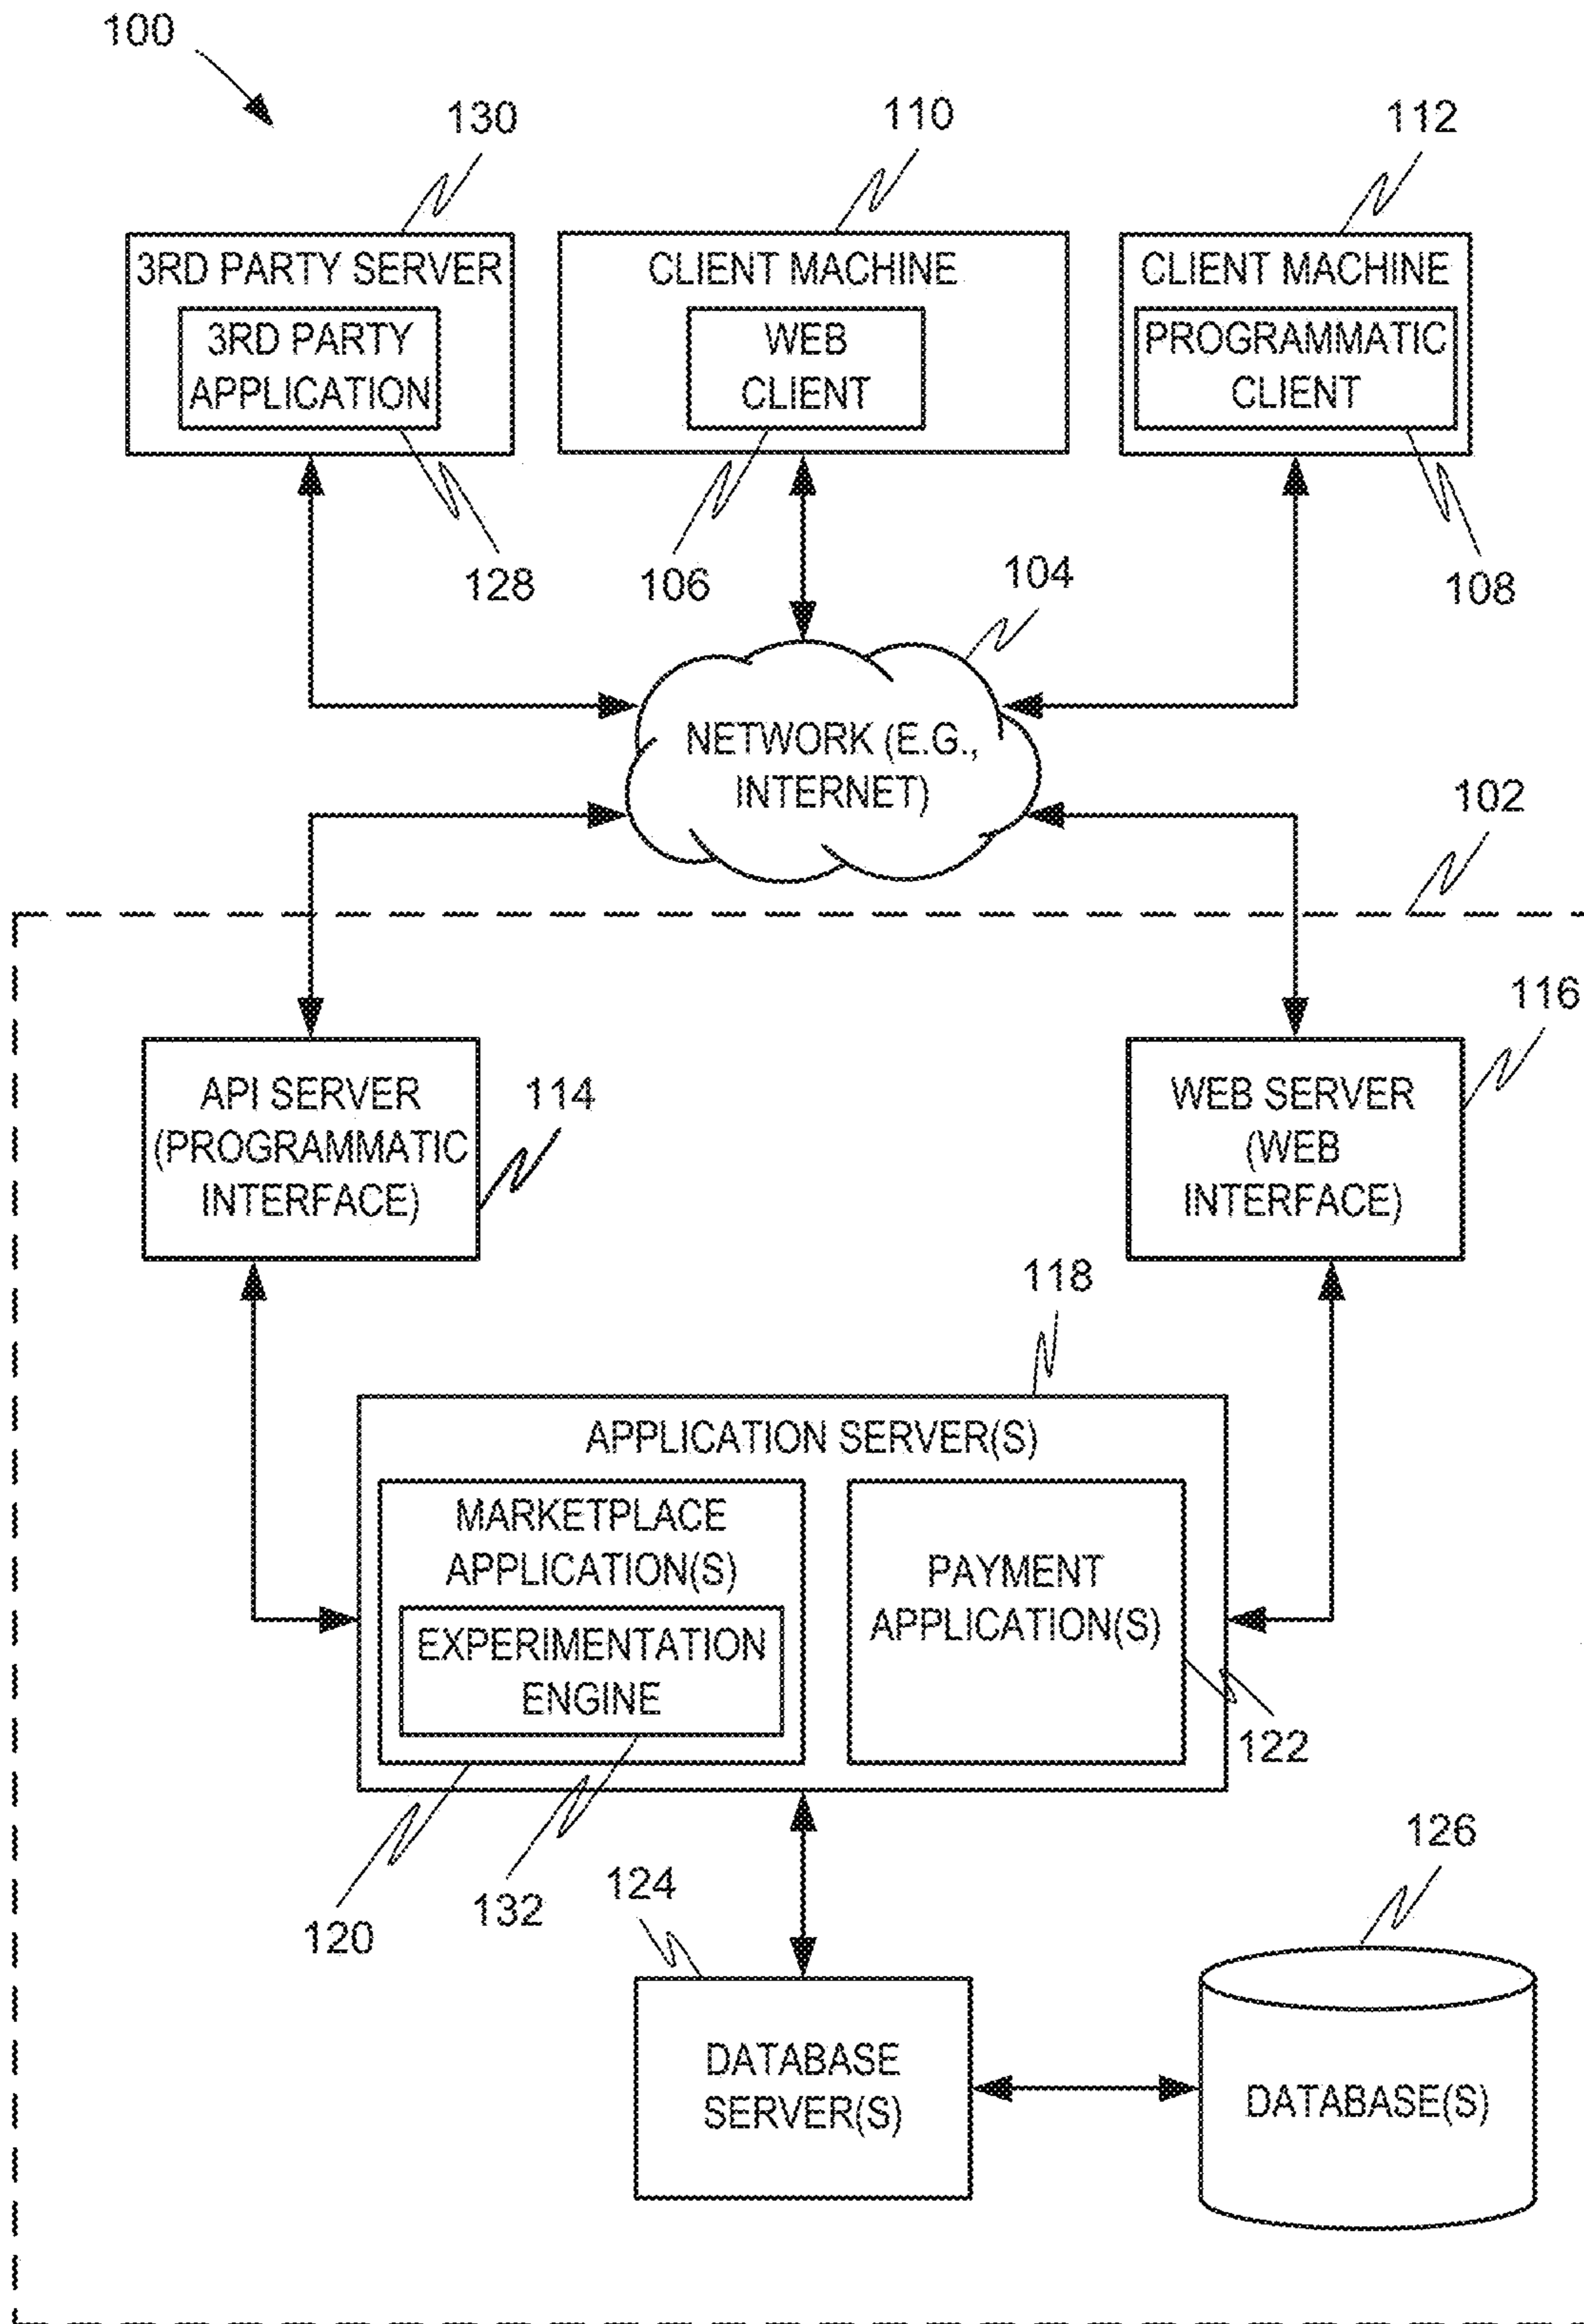 100
130
110
112
3RD PARTY SERVER
3RD PARTY
APPLICATION
CLIENT MACHINE
WEB
CLIENT
CLIENT MACHINE
PROGRAMMATIC
CLIENT
128
106
104
108
NETWORK (E.G.,
INTERNET)
102
116
API SERVER
(PROGRAMMATIC
INTERFACE)
114
WEB SERVER
(WEB
INTERFACE)
118
APPLICATION SERVER(S)
MARKETPLACE
APPLICATION(S)
EXPERIMENTATION
ENGINE
PAYMENT
APPLICATION(S)
122
120
132
124
126
DATABASE
SERVER(S)
DATABASE(S)